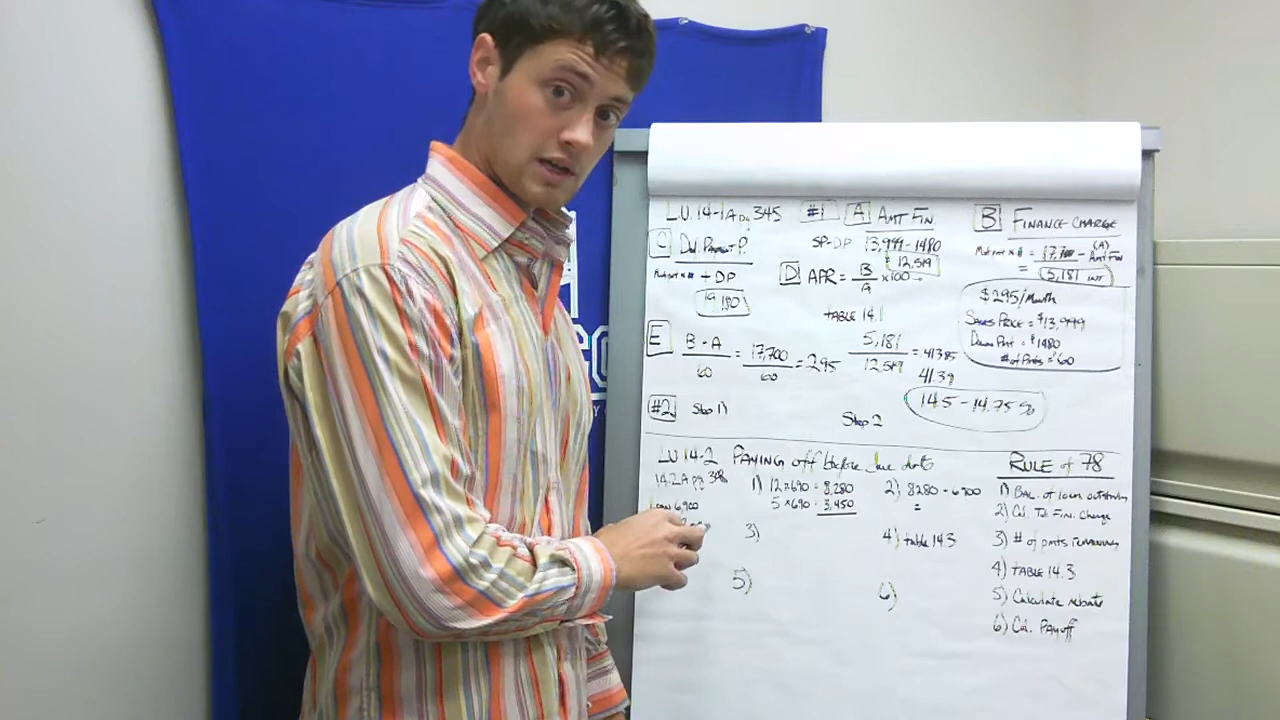 L.U. 14-1A pg 345 #1 A AMT FIN
SP-DP 13,999-1480
$12,519
B FINANCE CHARGE
= 17,700 - AMT FIN (A)
= 5,181 INT
C Del. Payment P.
+ DP
19,180
D APR = B/A x100
TABLE 14.1
5,181
12,519 = 41385
41.39
14.5 - 14.75%
$295/Month
SALES PRICE = $13,999
Down Pmt = $1480
# of Pmts = 60
E B+A = 17,700 = 295
60 60
#2 Step 1)
Step 2
LU 14-2 PAYING off before due date
14.2A pg 348
Loan 6,900
1) 12 x 690 = 8,280
5 x 690 = 3,450
2) 8280 - 6900
=
3)
4) table 14.3
5)
6)
RULE of 78
1) BAL. of loan outstanding
2) Cal. Tot. Fin. Charge
3) # of pmts remaining
4) TABLE 14.3
5) Calculate rebate
6) Cal. Payoff